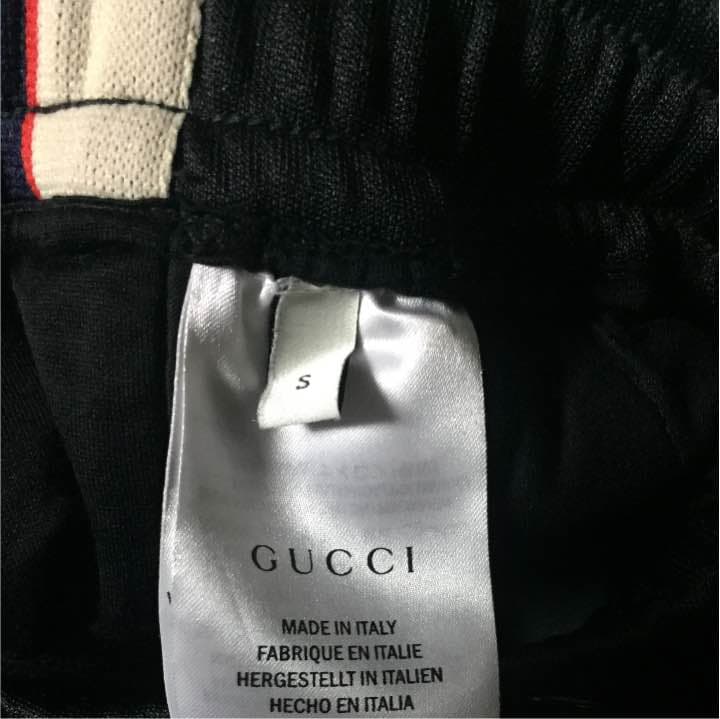 S
GUCCI
MADE IN ITALY
FABRIQUE EN ITALIE
HERGESTELLT IN ITALIEN
HECHO EN ITALIA